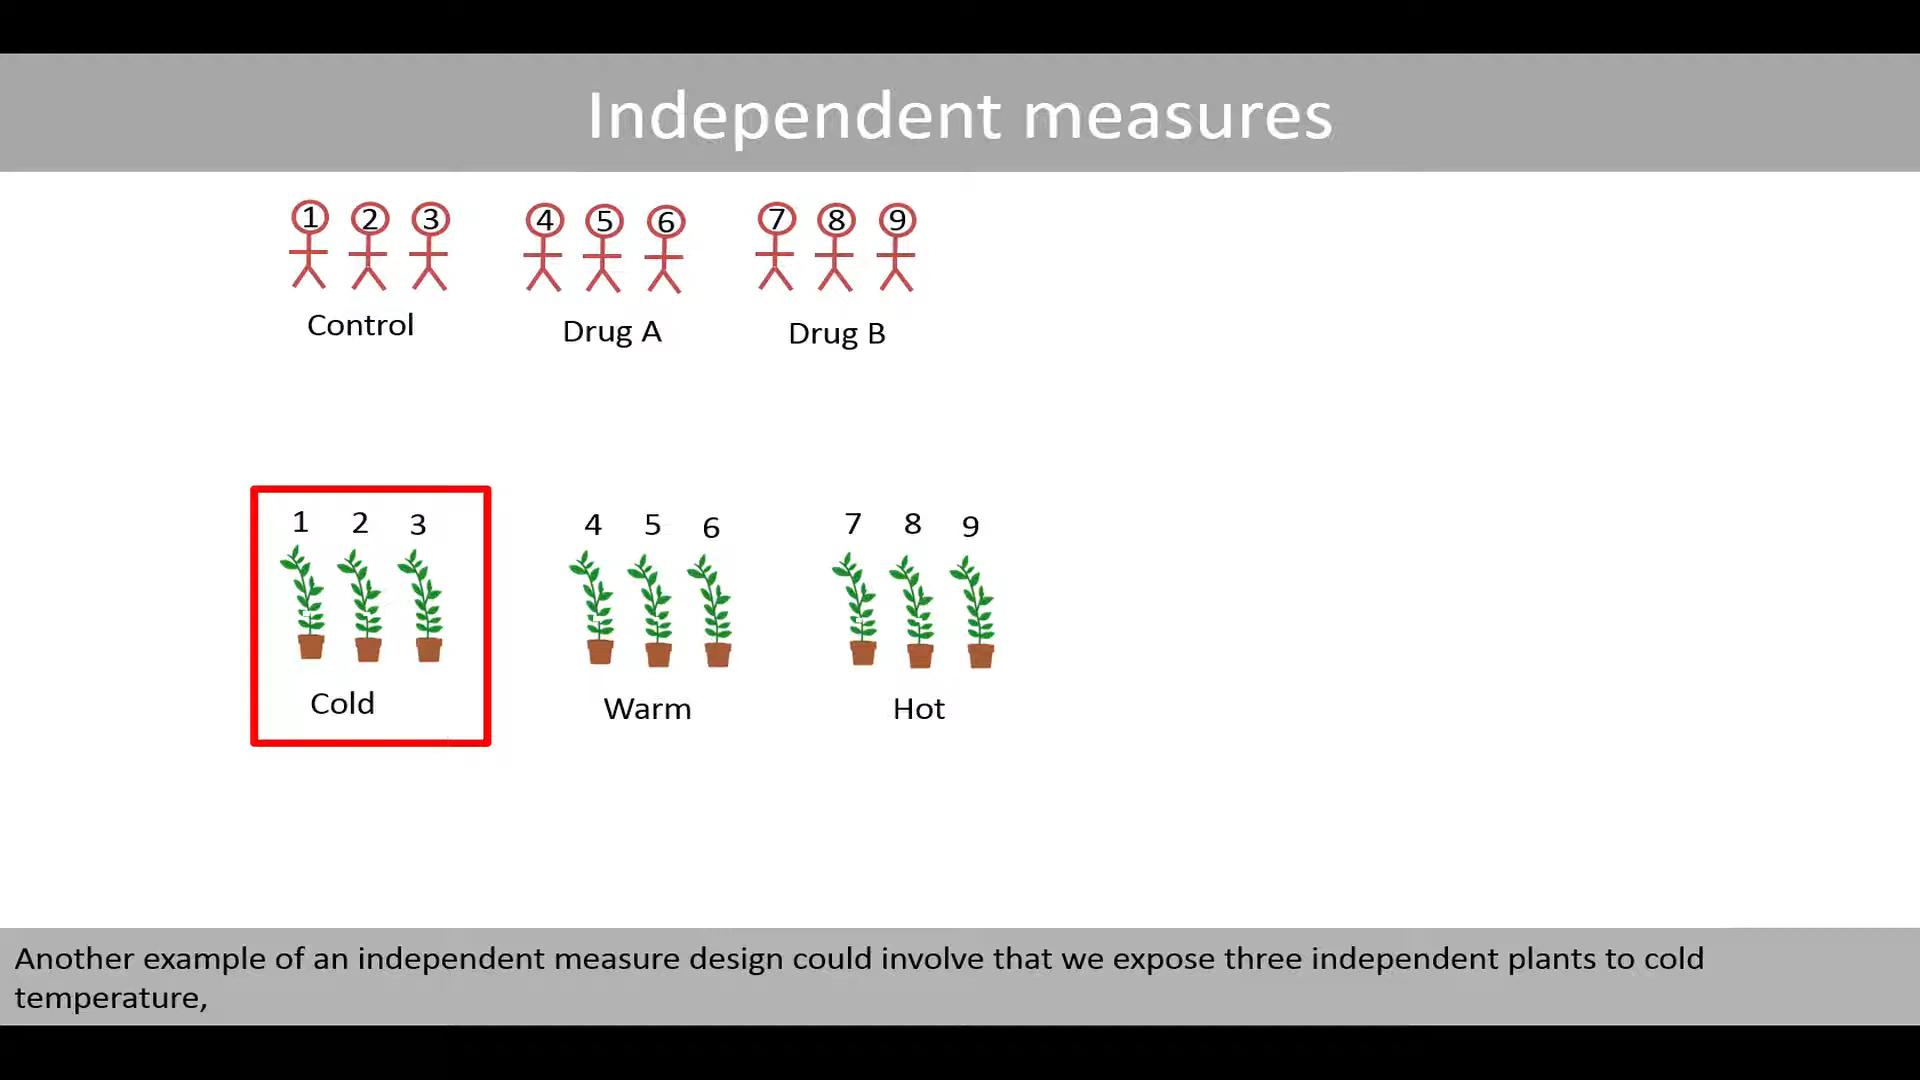 Independent measures
1 2 3 4 5 6 7 8 9
Control Drug A Drug B
1 2 3 4 5 6 7 8 9
Cold Warm Hot
Another example of an independent measure design could involve that we expose three independent plants to cold
temperature,